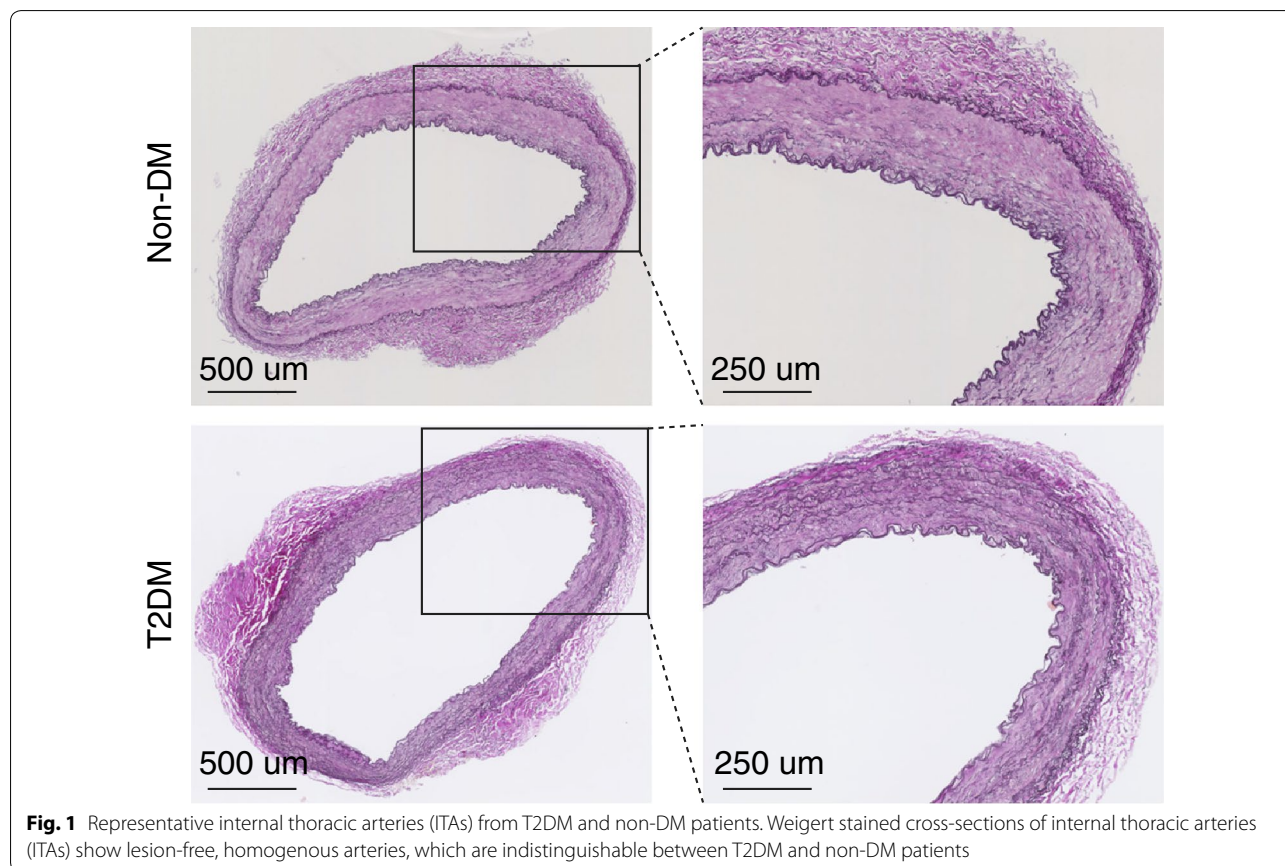 Non-DM
500 um
250 um
T2DM
500 um
250 um
Fig. 1 Representative internal thoracic arteries (ITAs) from T2DM and non-DM patients. Weigert stained cross-sections of internal thoracic arteries
(ITAs) show lesion-free, homogenous arteries, which are indistinguishable between T2DM and non-DM patients